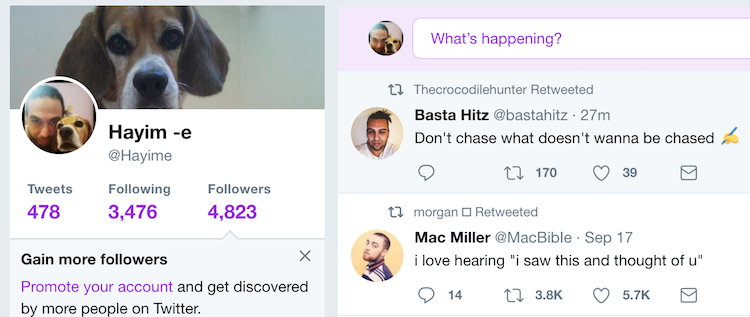 Hayim -e
@Hayime
Tweets Following Followers
478 3,476 4,823
Gain more followers
Promote your account and get discovered
by more people on Twitter.
What's happening?
Thecrocodilehunter Retweeted
Basta Hitz @bastahitz · 27m
Don't chase what doesn't wanna be chased ✍️
170 39
morgan □ Retweeted
Mac Miller @MacBible · Sep 17
i love hearing "i saw this and thought of u"
14 3.8K 5.7K